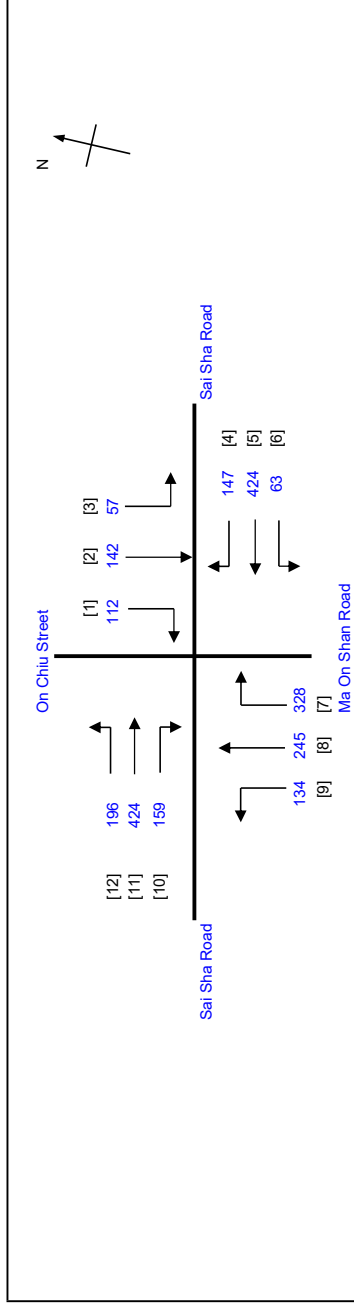 N
On Chiu Street
[1] [2] [3]
112 142 57
Sai Sha Road
[12] 196
[11] 424
[10] 159
147 [4]
424 [5]
63 [6]
Sai Sha Road
134 245 328
[9] [8] [7]
Ma On Shan Road